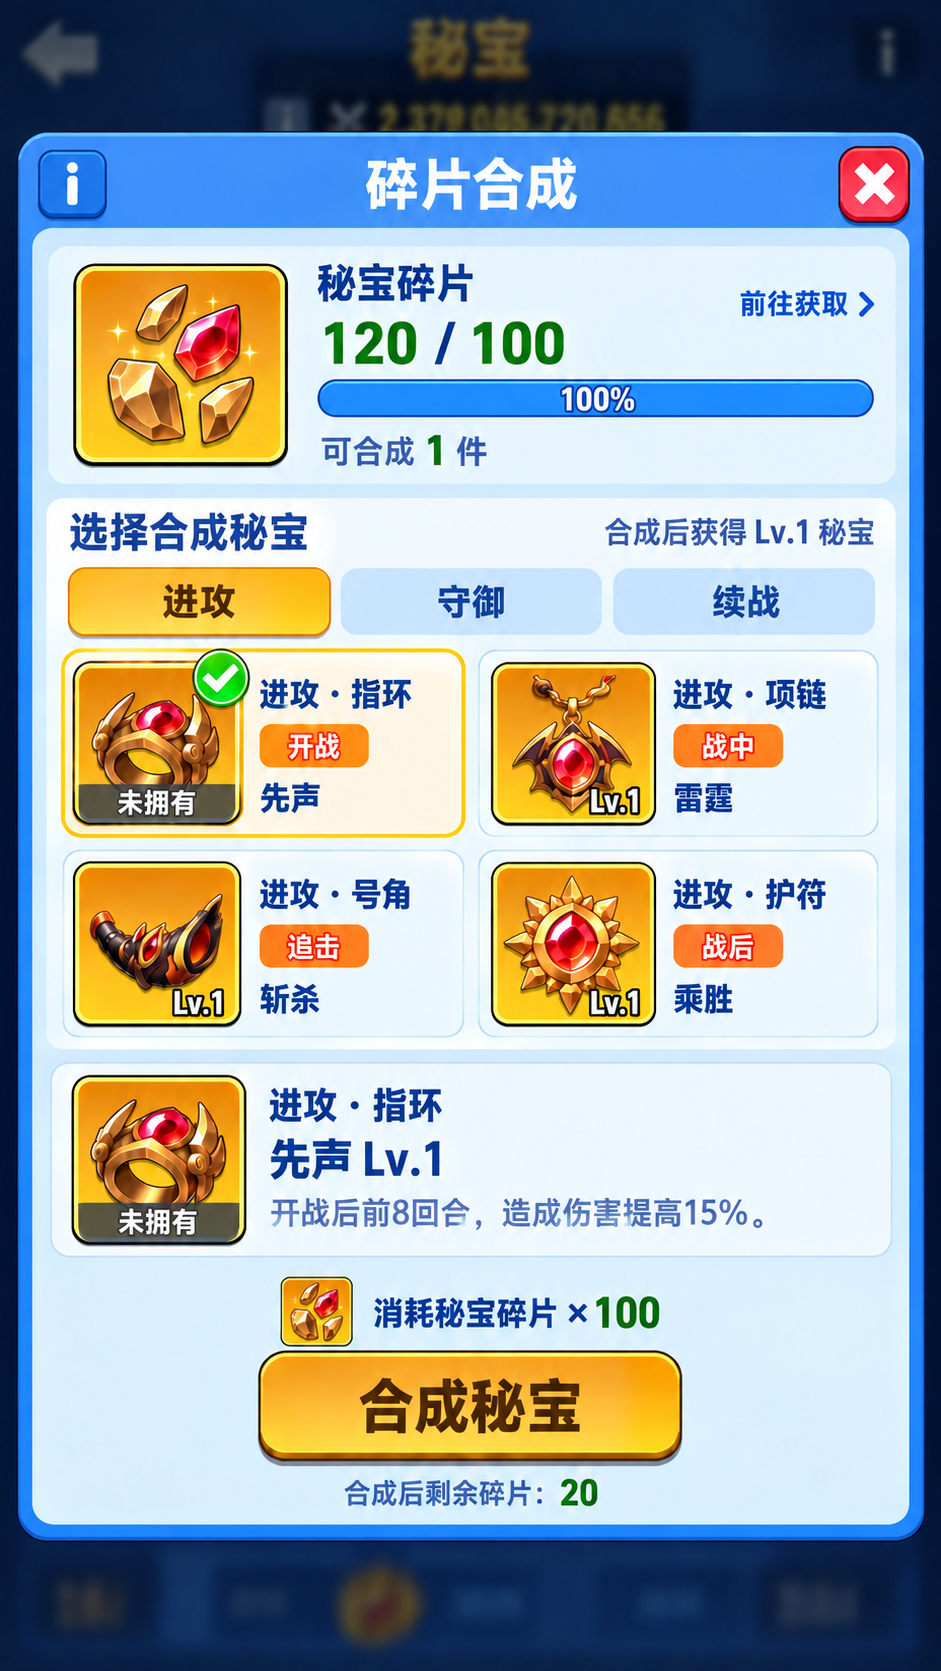 秘宝
碎片合成
秘宝碎片
前往获取
120 / 100
100%
可合成 1 件
选择合成秘宝
合成后获得 Lv.1 秘宝
进攻
守御
续战
进攻·指环
开战
先声
未拥有
进攻·项链
战中
雷霆
Lv.1
进攻·号角
追击
斩杀
Lv.1
进攻·护符
战后
乘胜
Lv.1
进攻·指环
先声 Lv.1
开战后前8回合，造成伤害提高15%。
未拥有
消耗秘宝碎片 × 100
合成秘宝
合成后剩余碎片：20